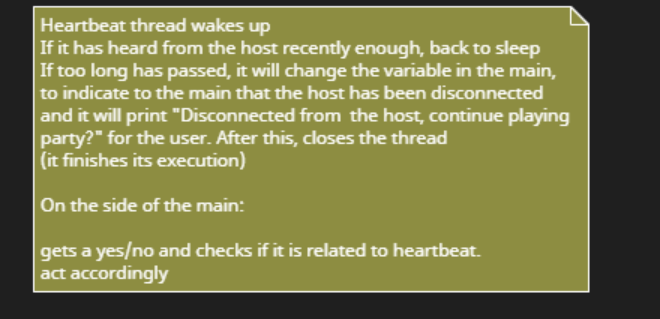 Heartbeat thread wakes up
If it has heard from the host recently enough, back to sleep
If too long has passed, it will change the variable in the main,
to indicate to the main that the host has been disconnected
and it will print "Disconnected from  the host, continue playing
party?" for the user. After this, closes the thread
(it finishes its execution)
On the side of the main:
gets a yes/no and checks if it is related to heartbeat.
act accordingly